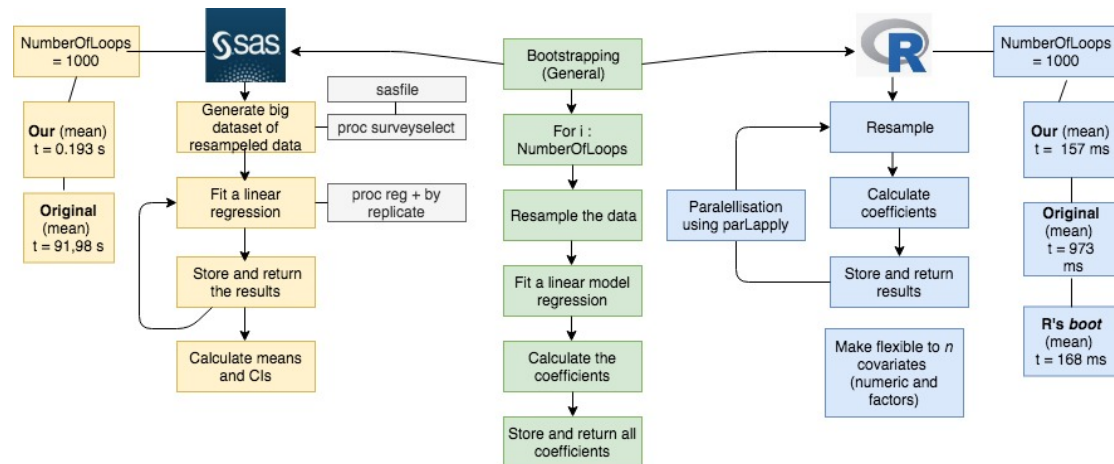 NumberOfLoops
= 1000
Our (mean)
t = 0.193 s
Original
(mean)
t = 91,98 s
sas
Generate big
dataset of
resampeled data
sasfile
proc surveyselect
Fit a linear
regression
proc reg + by
replicate
Store and return
the results
Calculate means
and CIs
Bootstrapping
(General)
For i :
NumberOfLoops
Resample the data
Fit a linear model
regression
Calculate the
coefficients
Store and return all
coefficients
R
Resample
Calculate
coefficients
Store and return
results
Paralellisation
using parLapply
Make flexible to n
covariates
(numeric and
factors)
NumberOfLoops
= 1000
Our (mean)
t = 157 ms
Original
(mean)
t = 973
ms
R's boot
(mean)
t = 168 ms